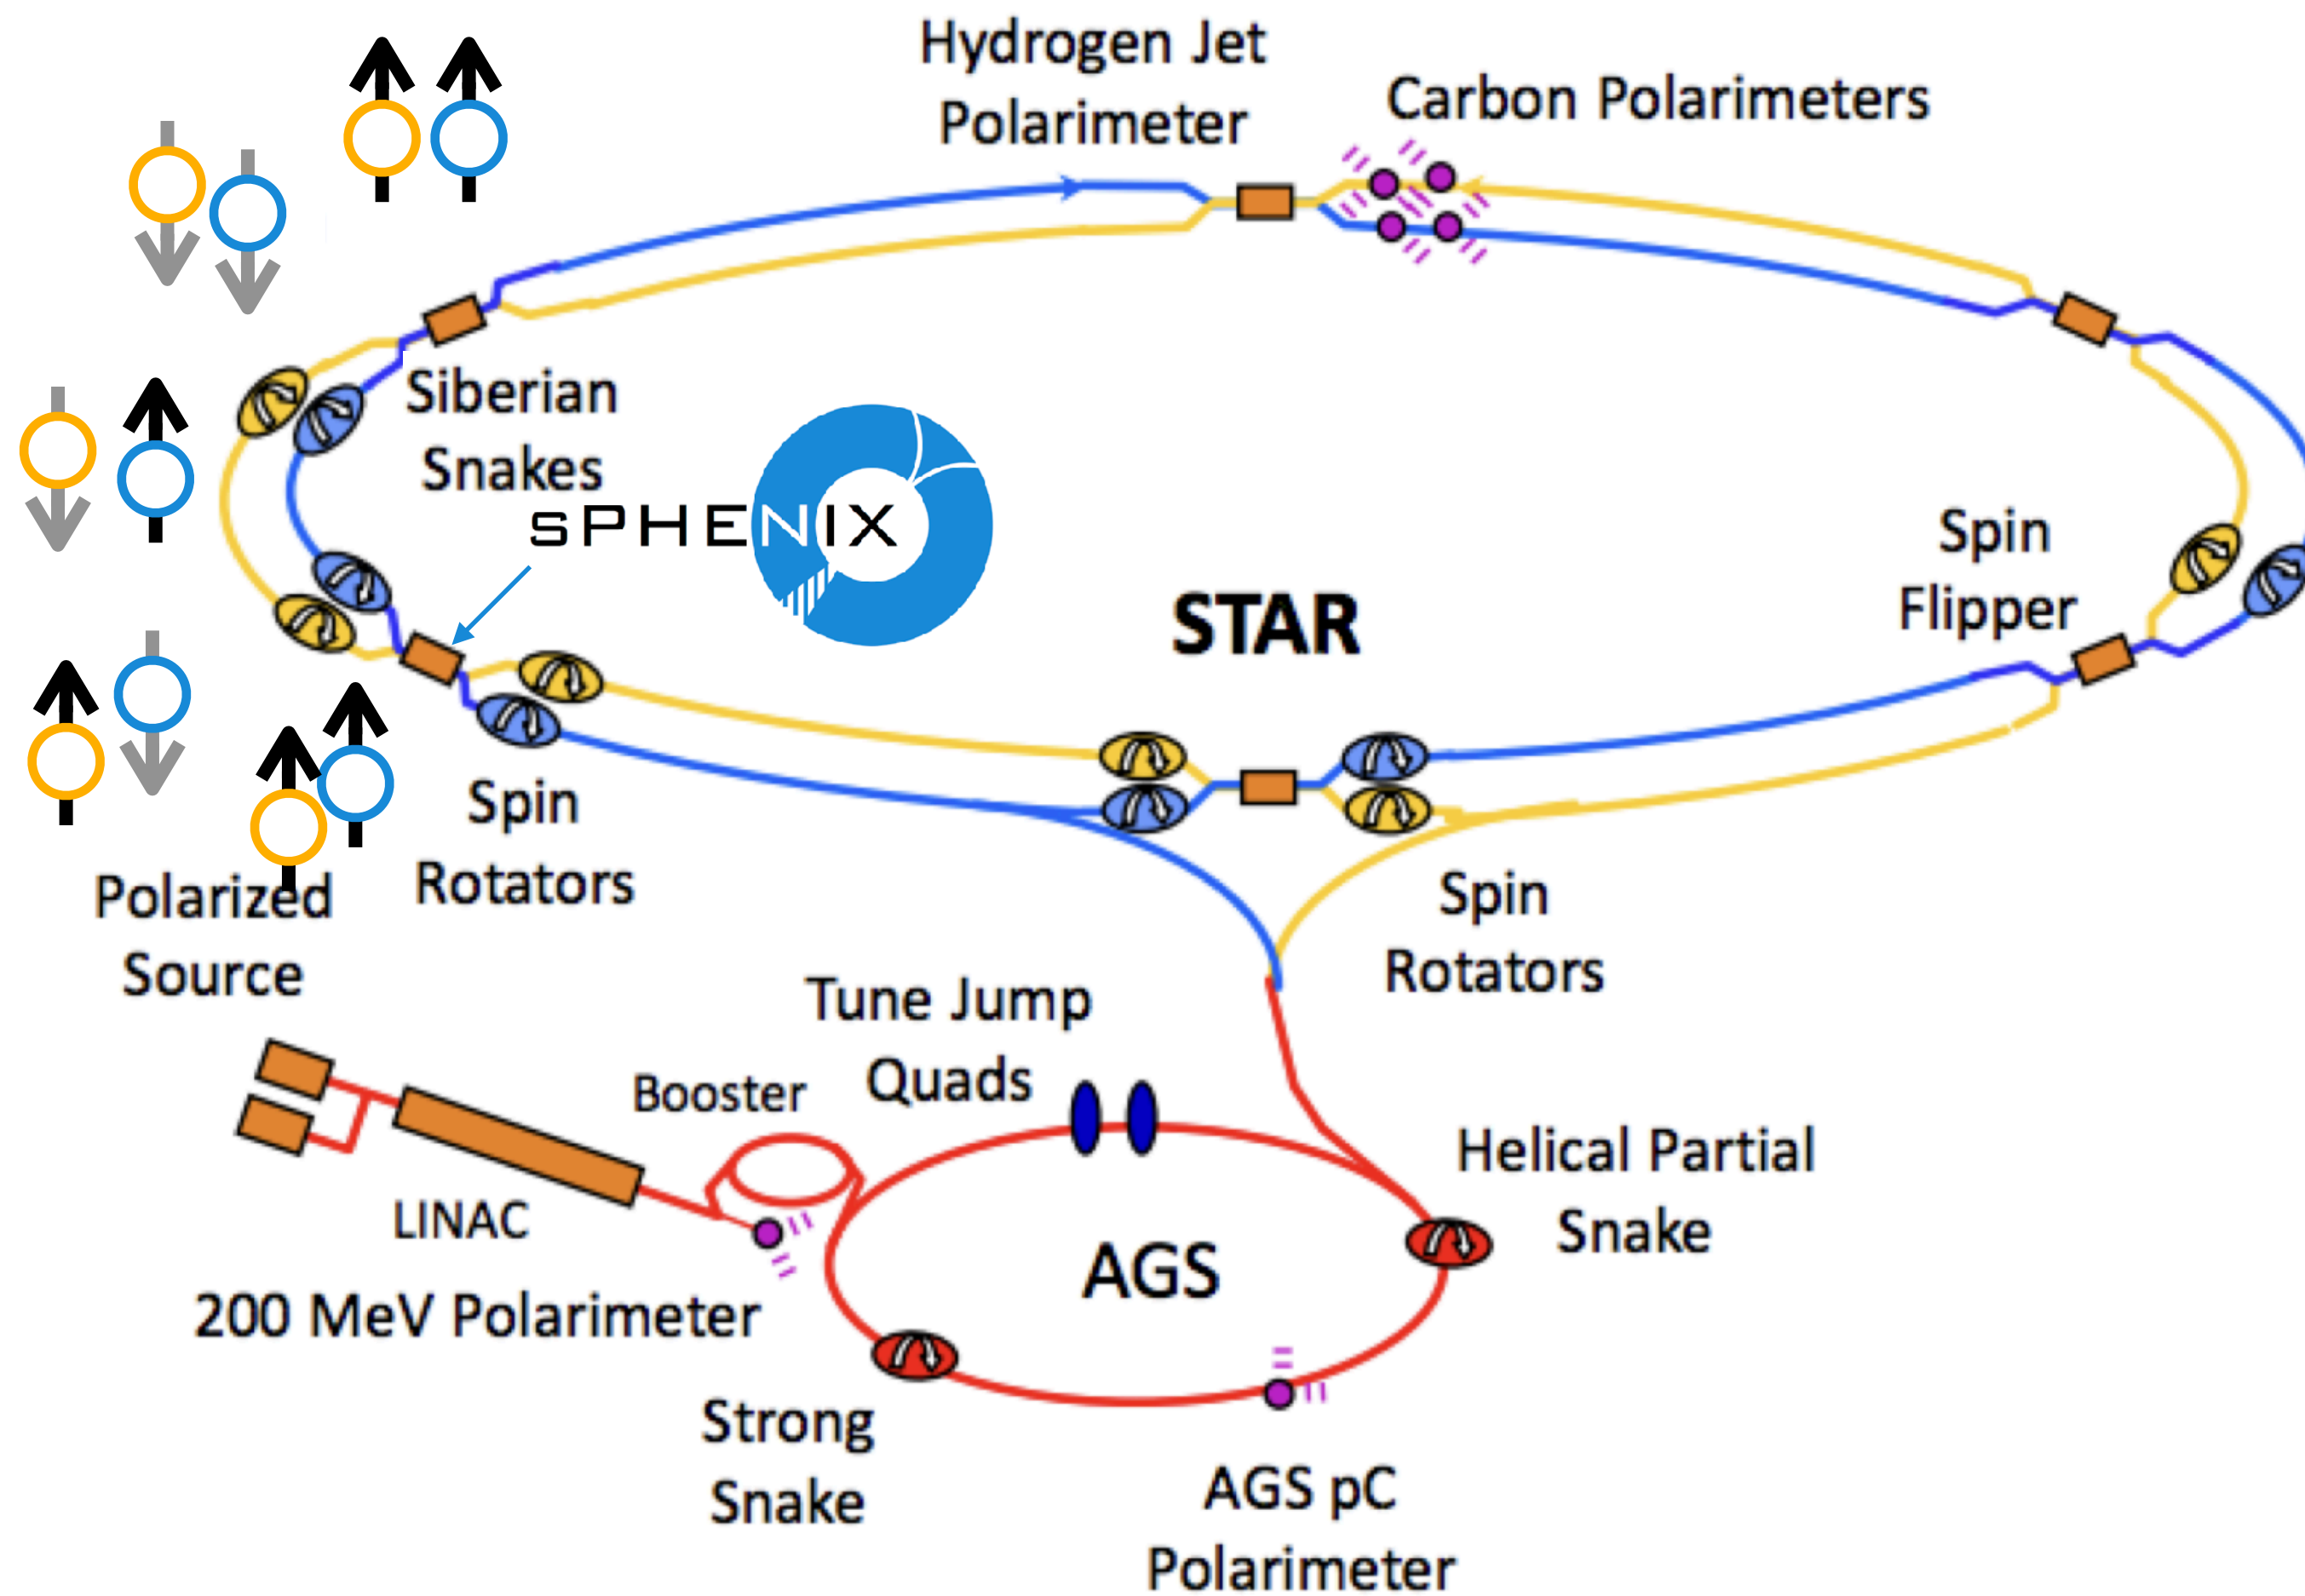 Hydrogen Jet
Polarimeter
Carbon Polarimeters
Siberian
Snakes
sPHENIX
STAR
Spin
Flipper
Spin
Rotators
Polarized
Source
Spin
Rotators
Tune Jump
Quads
Booster
LINAC
Helical Partial
Snake
AGS
200 MeV Polarimeter
Strong
Snake
AGS pC
Polarimeter